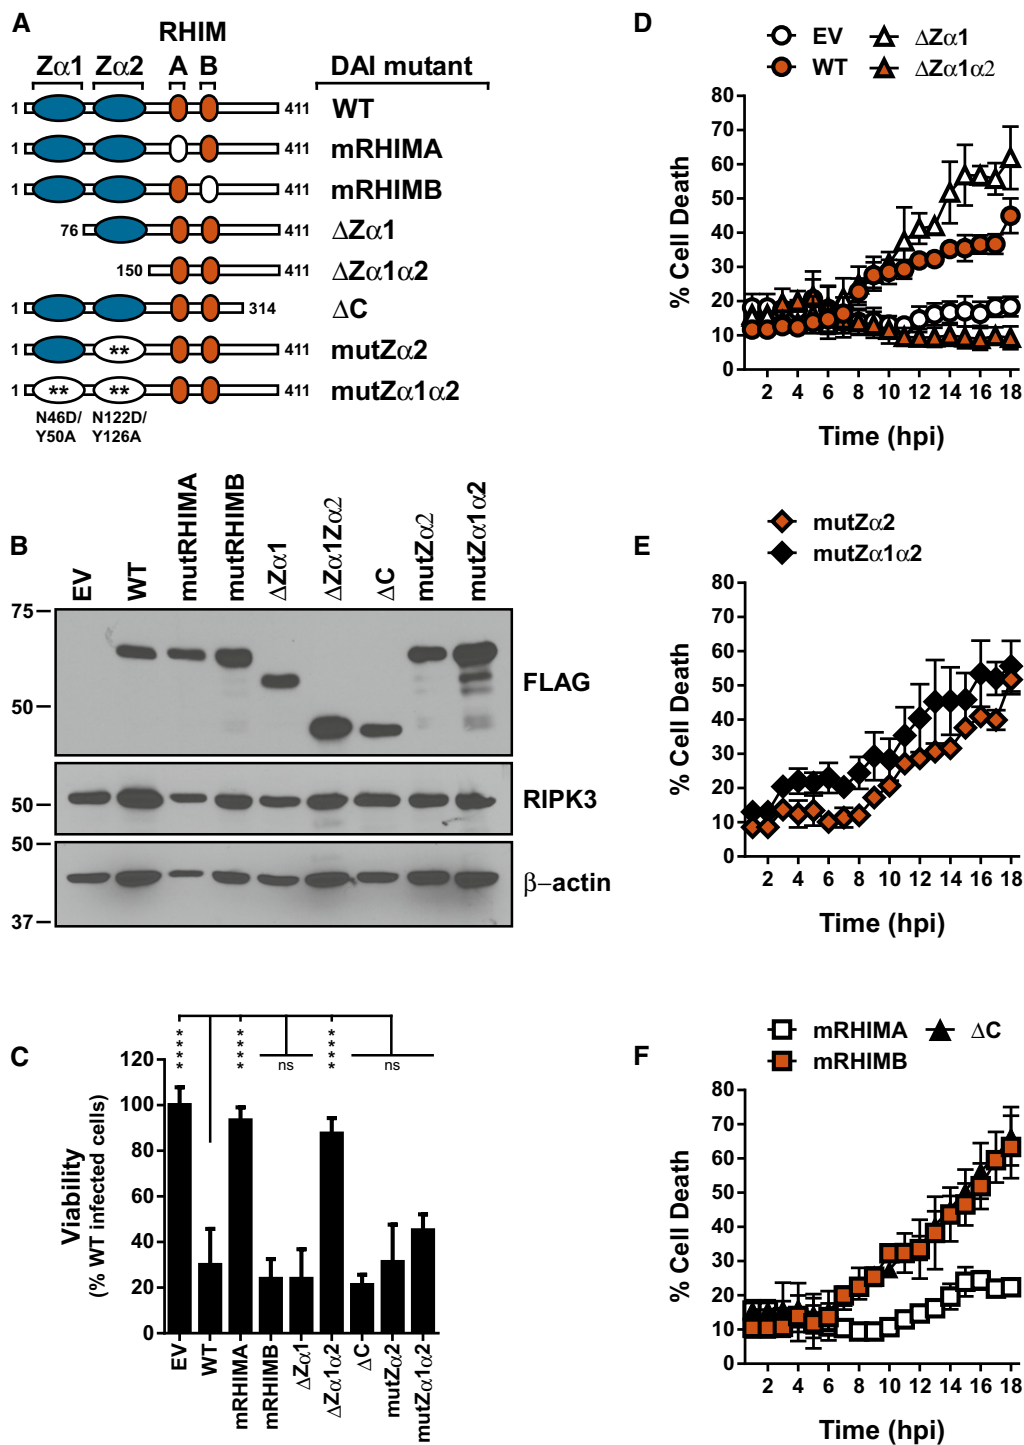 A
RHIM
Zα1 Zα2 A B DAI mutant
1 411 WT
1 411 mRHIMA
1 411 mRHIMB
76 411 ΔZα1
150 411 ΔZα1α2
1 314 ΔC
1 ** 411 mutZα2
1 ** ** 411 mutZα1α2
N46D/ N122D/
Y50A Y126A
B
EV WT mutRHIMA mutRHIMB ΔZα1 ΔZα1Zα2 ΔC mutZα2 mutZα1α2
75
50
FLAG
50
RIPK3
50
37
β–actin
C
**** **** ns **** ns
Viability
(% WT infected cells)
120
100
80
60
40
20
0
EV WT mRHIMA mRHIMB ΔZα1 ΔZα1α2 ΔC mutZα2 mutZα1α2
D
EV ΔZα1
WT ΔZα1α2
% Cell Death
80
70
60
50
40
30
20
10
0
2 4 6 8 10 12 14 16 18
Time (hpi)
E
mutZα2
mutZα1α2
% Cell Death
80
70
60
50
40
30
20
10
0
2 4 6 8 10 12 14 16 18
Time (hpi)
F
mRHIMA ΔC
mRHIMB
% Cell Death
80
70
60
50
40
30
20
10
0
2 4 6 8 10 12 14 16 18
Time (hpi)